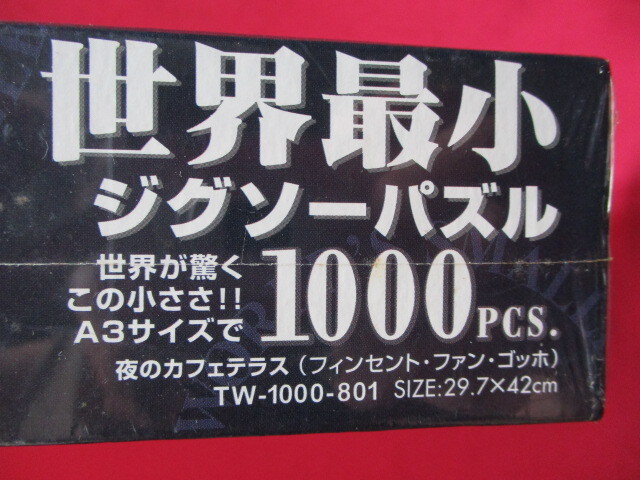 世界最小
ジグソーパズル
世界が驚く
この小ささ!!
A3サイズで
1000PCS.
夜のカフェテラス(フィンセント・ファン・ゴッホ)
TW-1000-801 SIZE:29.7×42cm